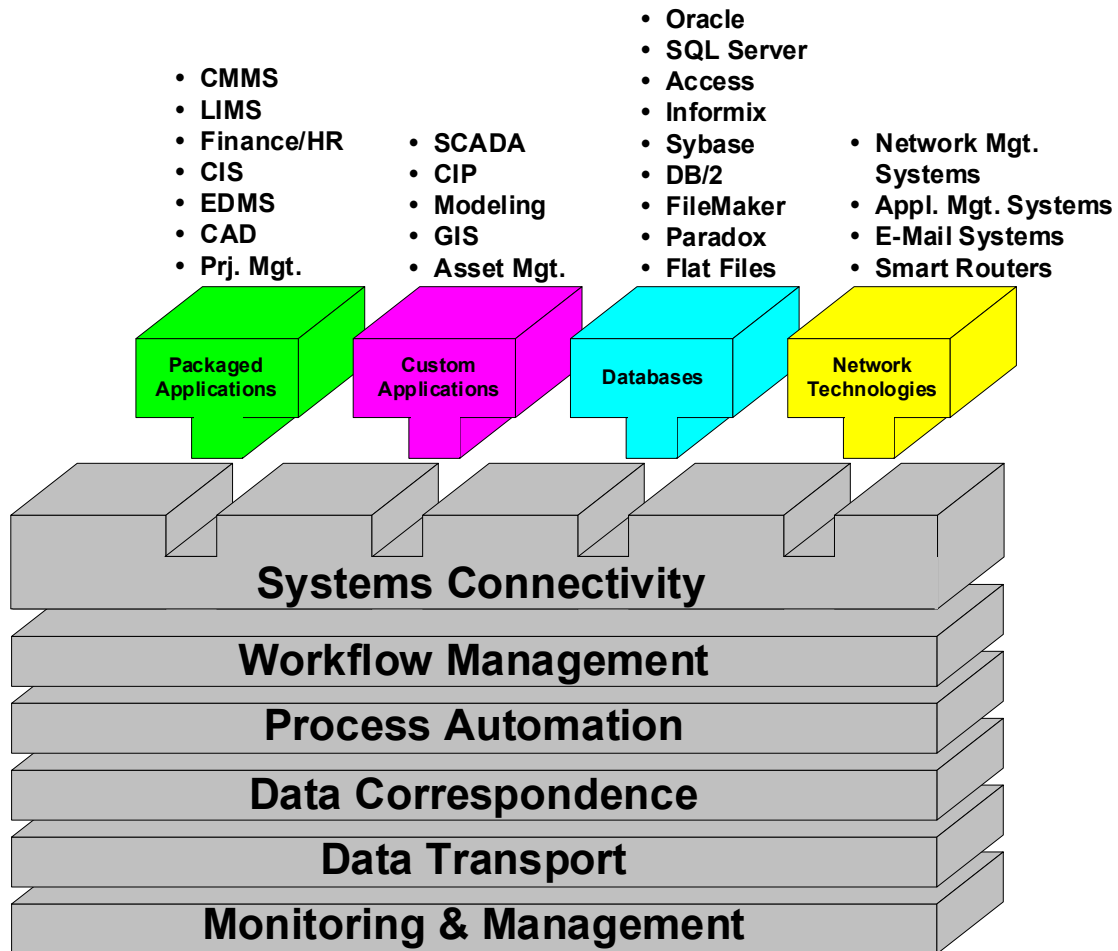 • CMMS
• LIMS
• Finance/HR
• CIS
• EDMS
• CAD
• Prj. Mgt.
• SCADA
• CIP
• Modeling
• GIS
• Asset Mgt.
• Oracle
• SQL Server
• Access
• Informix
• Sybase
• DB/2
• FileMaker
• Paradox
• Flat Files
• Network Mgt.
Systems
• Appl. Mgt. Systems
• E-Mail Systems
• Smart Routers
Packaged
Applications
Custom
Applications
Databases
Network
Technologies
Systems Connectivity
Workflow Management
Process Automation
Data Correspondence
Data Transport
Monitoring & Management